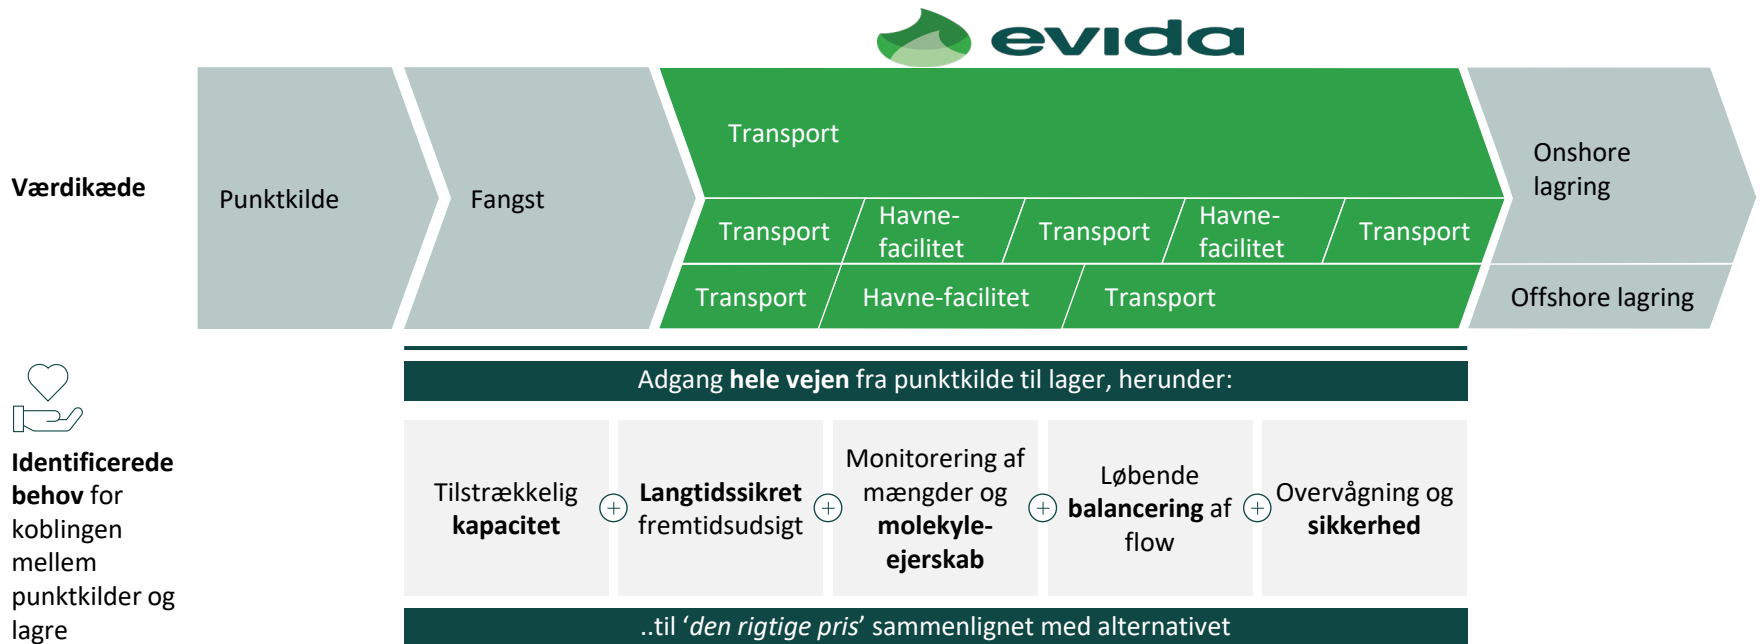 evida
Værdikæde
Punktkilde
Fangst
Transport
Transport
Havne-
facilitet
Transport
Havne-
facilitet
Transport
Transport
Havne-facilitet
Transport
Onshore
lagring
Offshore lagring
Adgang hele vejen fra punktkilde til lager, herunder:
Identificerede
behov for
koblingen
mellem
punktkilder og
lagre
Tilstrækkelig
kapacitet
+
Langtidssikret
fremtidsudsigt
+
Monitorering af
mængder og
molekyle-
ejerskab
+
Løbende
balancering af
flow
+
Overvågning og
sikkerhed
..til ‘den rigtige pris’ sammenlignet med alternativet